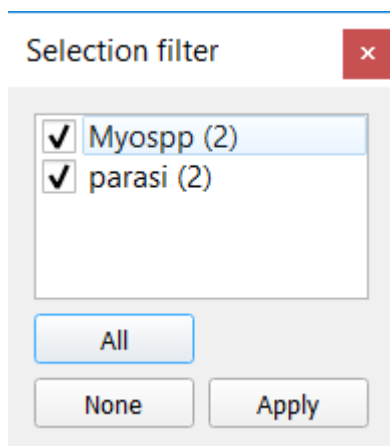 Selection filter
Myospp (2)
parasi (2)
All
None Apply